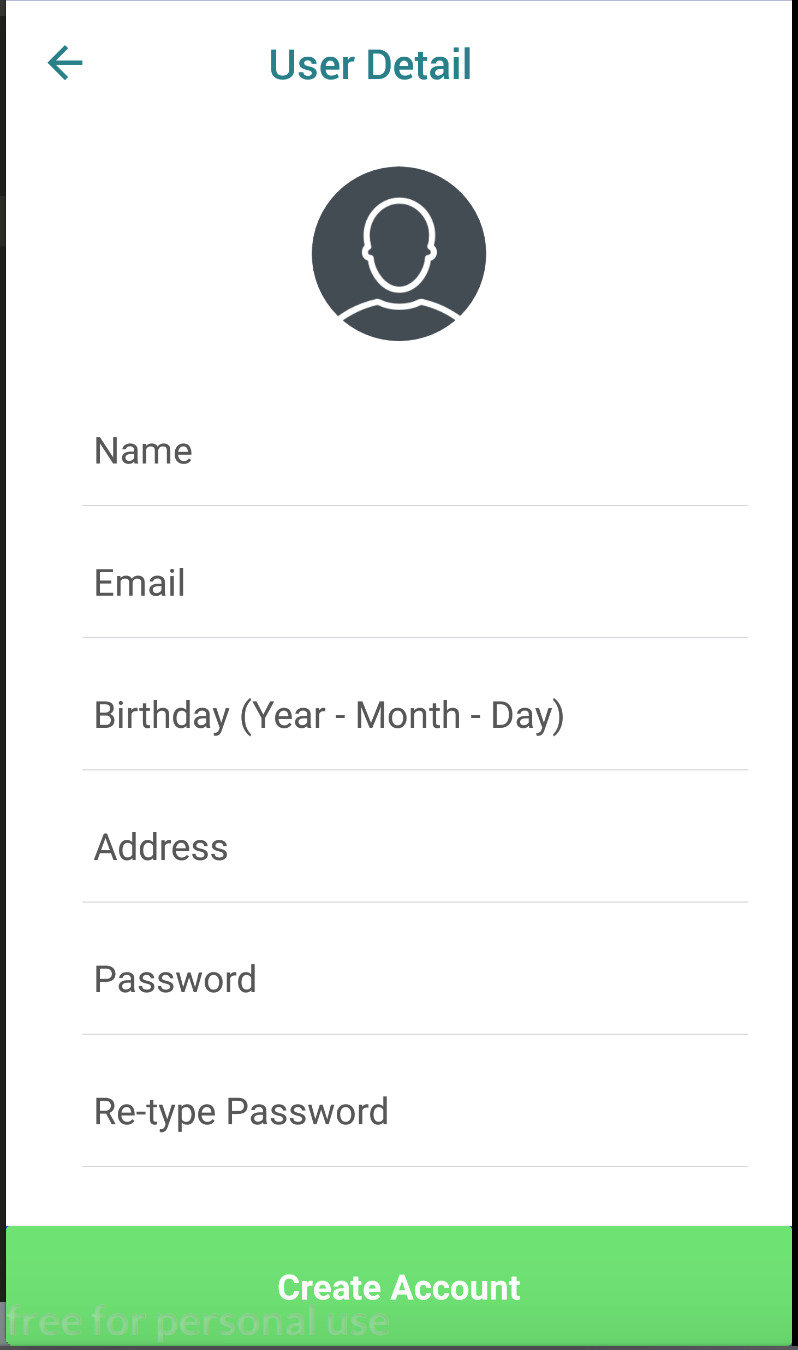 User Detail
Name
Email
Birthday (Year - Month - Day)
Address
Password
Re-type Password
Create Account
free for personal use